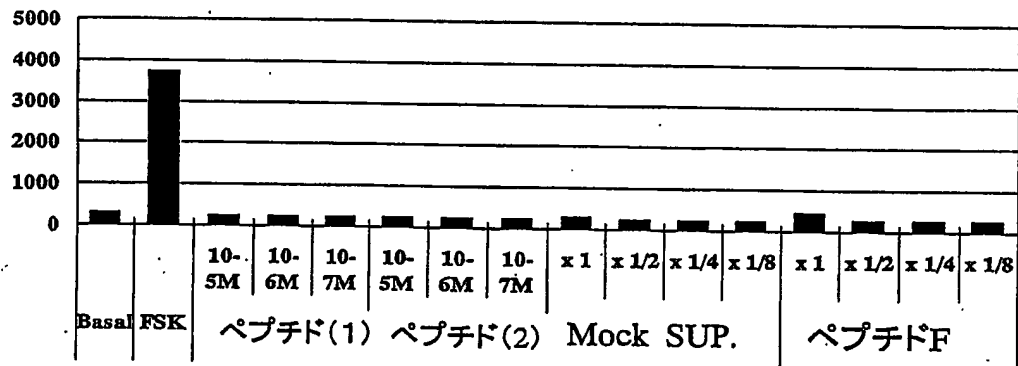 5000
4000
3000
2000
1000
0
10- 10- 10- 10- 10- 10- x 1 x 1/2 x 1/4 x 1/8 x 1 x 1/2 x 1/4 x 1/8
5M 6M 7M 5M 6M 7M
Basal FSK ペプチド(1) ペプチド(2) Mock SUP. ペプチドF